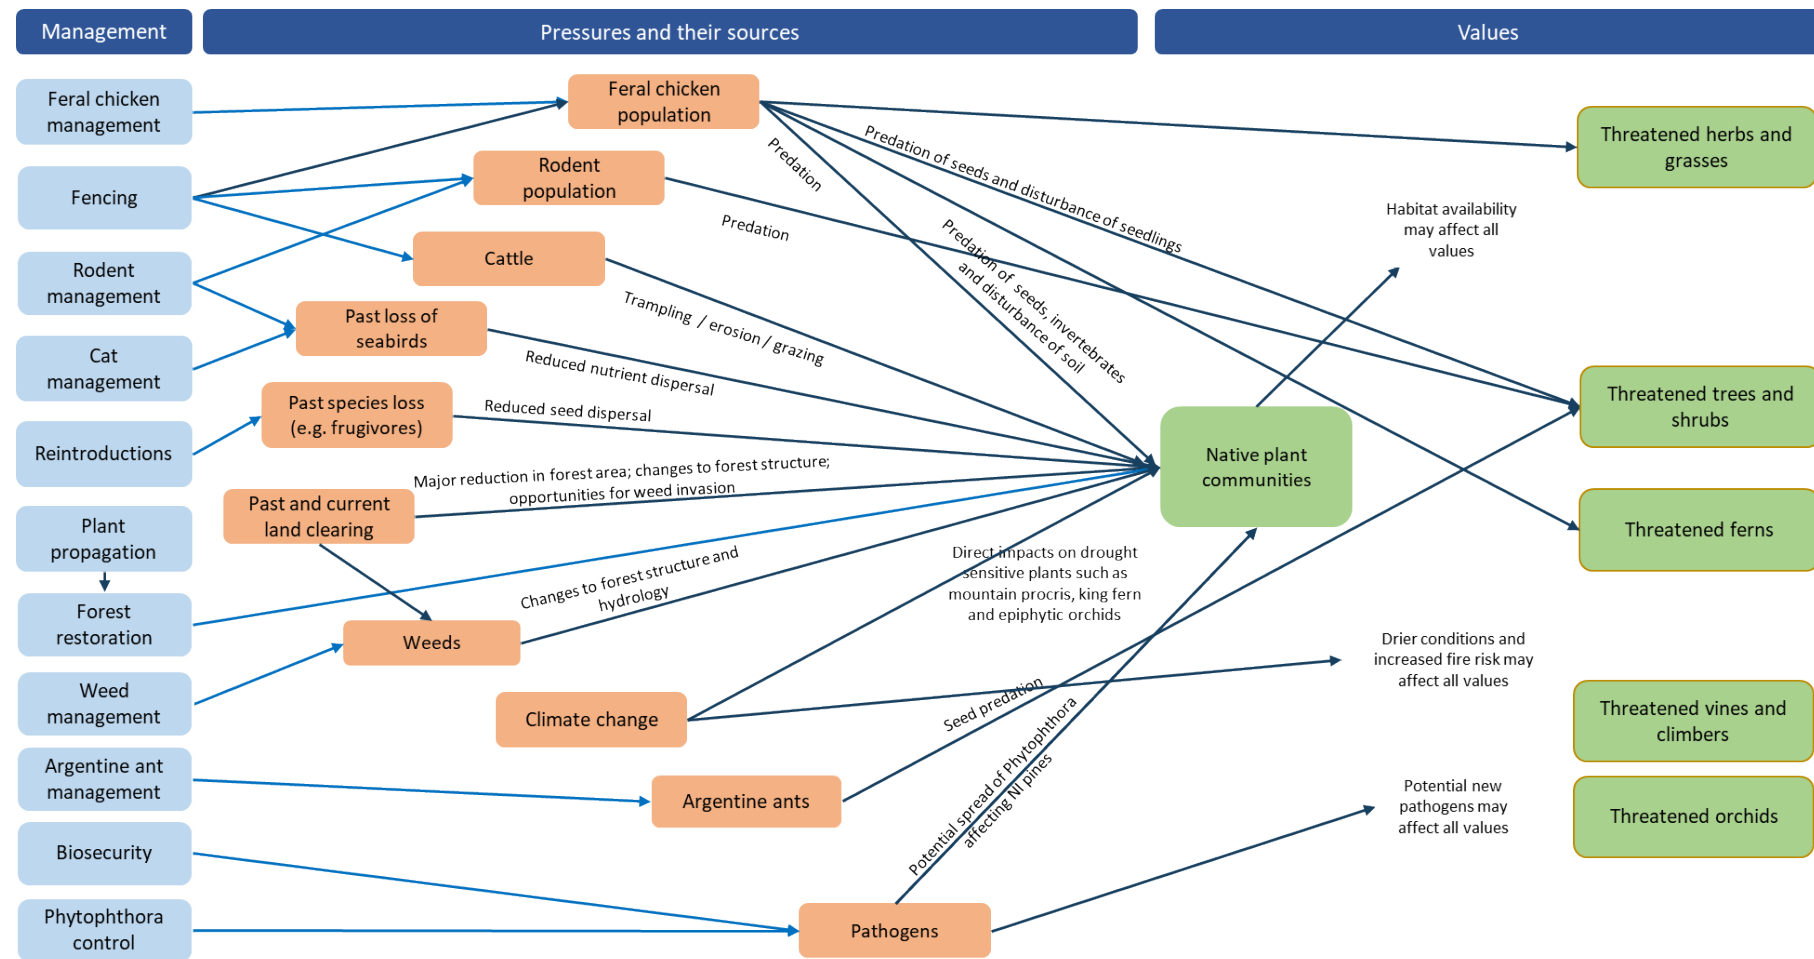 Management
Pressures and their sources
Values
Feral chicken
management
Fencing
Rodent
management
Cat
management
Reintroductions
Plant
propagation
Forest
restoration
Weed
management
Argentine ant
management
Biosecurity
Phytophthora
control
Feral chicken
population
Rodent
population
Cattle
Past loss of
seabirds
Past species loss
(e.g. frugivores)
Past and current
land clearing
Weeds
Climate change
Argentine ants
Pathogens
Predation
Predation of seeds and disturbance of seedlings
Predation
Predation of seeds, invertebrates
and disturbance of soil
Trampling / erosion / grazing
Reduced nutrient dispersal
Reduced seed dispersal
Major reduction in forest area; changes to forest structure;
opportunities for weed invasion
Changes to forest structure and
hydrology
Direct impacts on drought
sensitive plants such as
mountain procris, king fern
and epiphytic orchids
Seed predation
Potential spread of Phytophthora
affecting NI pines
Native plant
communities
Habitat availability
may affect all
values
Drier conditions and
increased fire risk may
affect all values
Potential new
pathogens may
affect all values
Threatened herbs and
grasses
Threatened trees and
shrubs
Threatened ferns
Threatened vines and
climbers
Threatened orchids